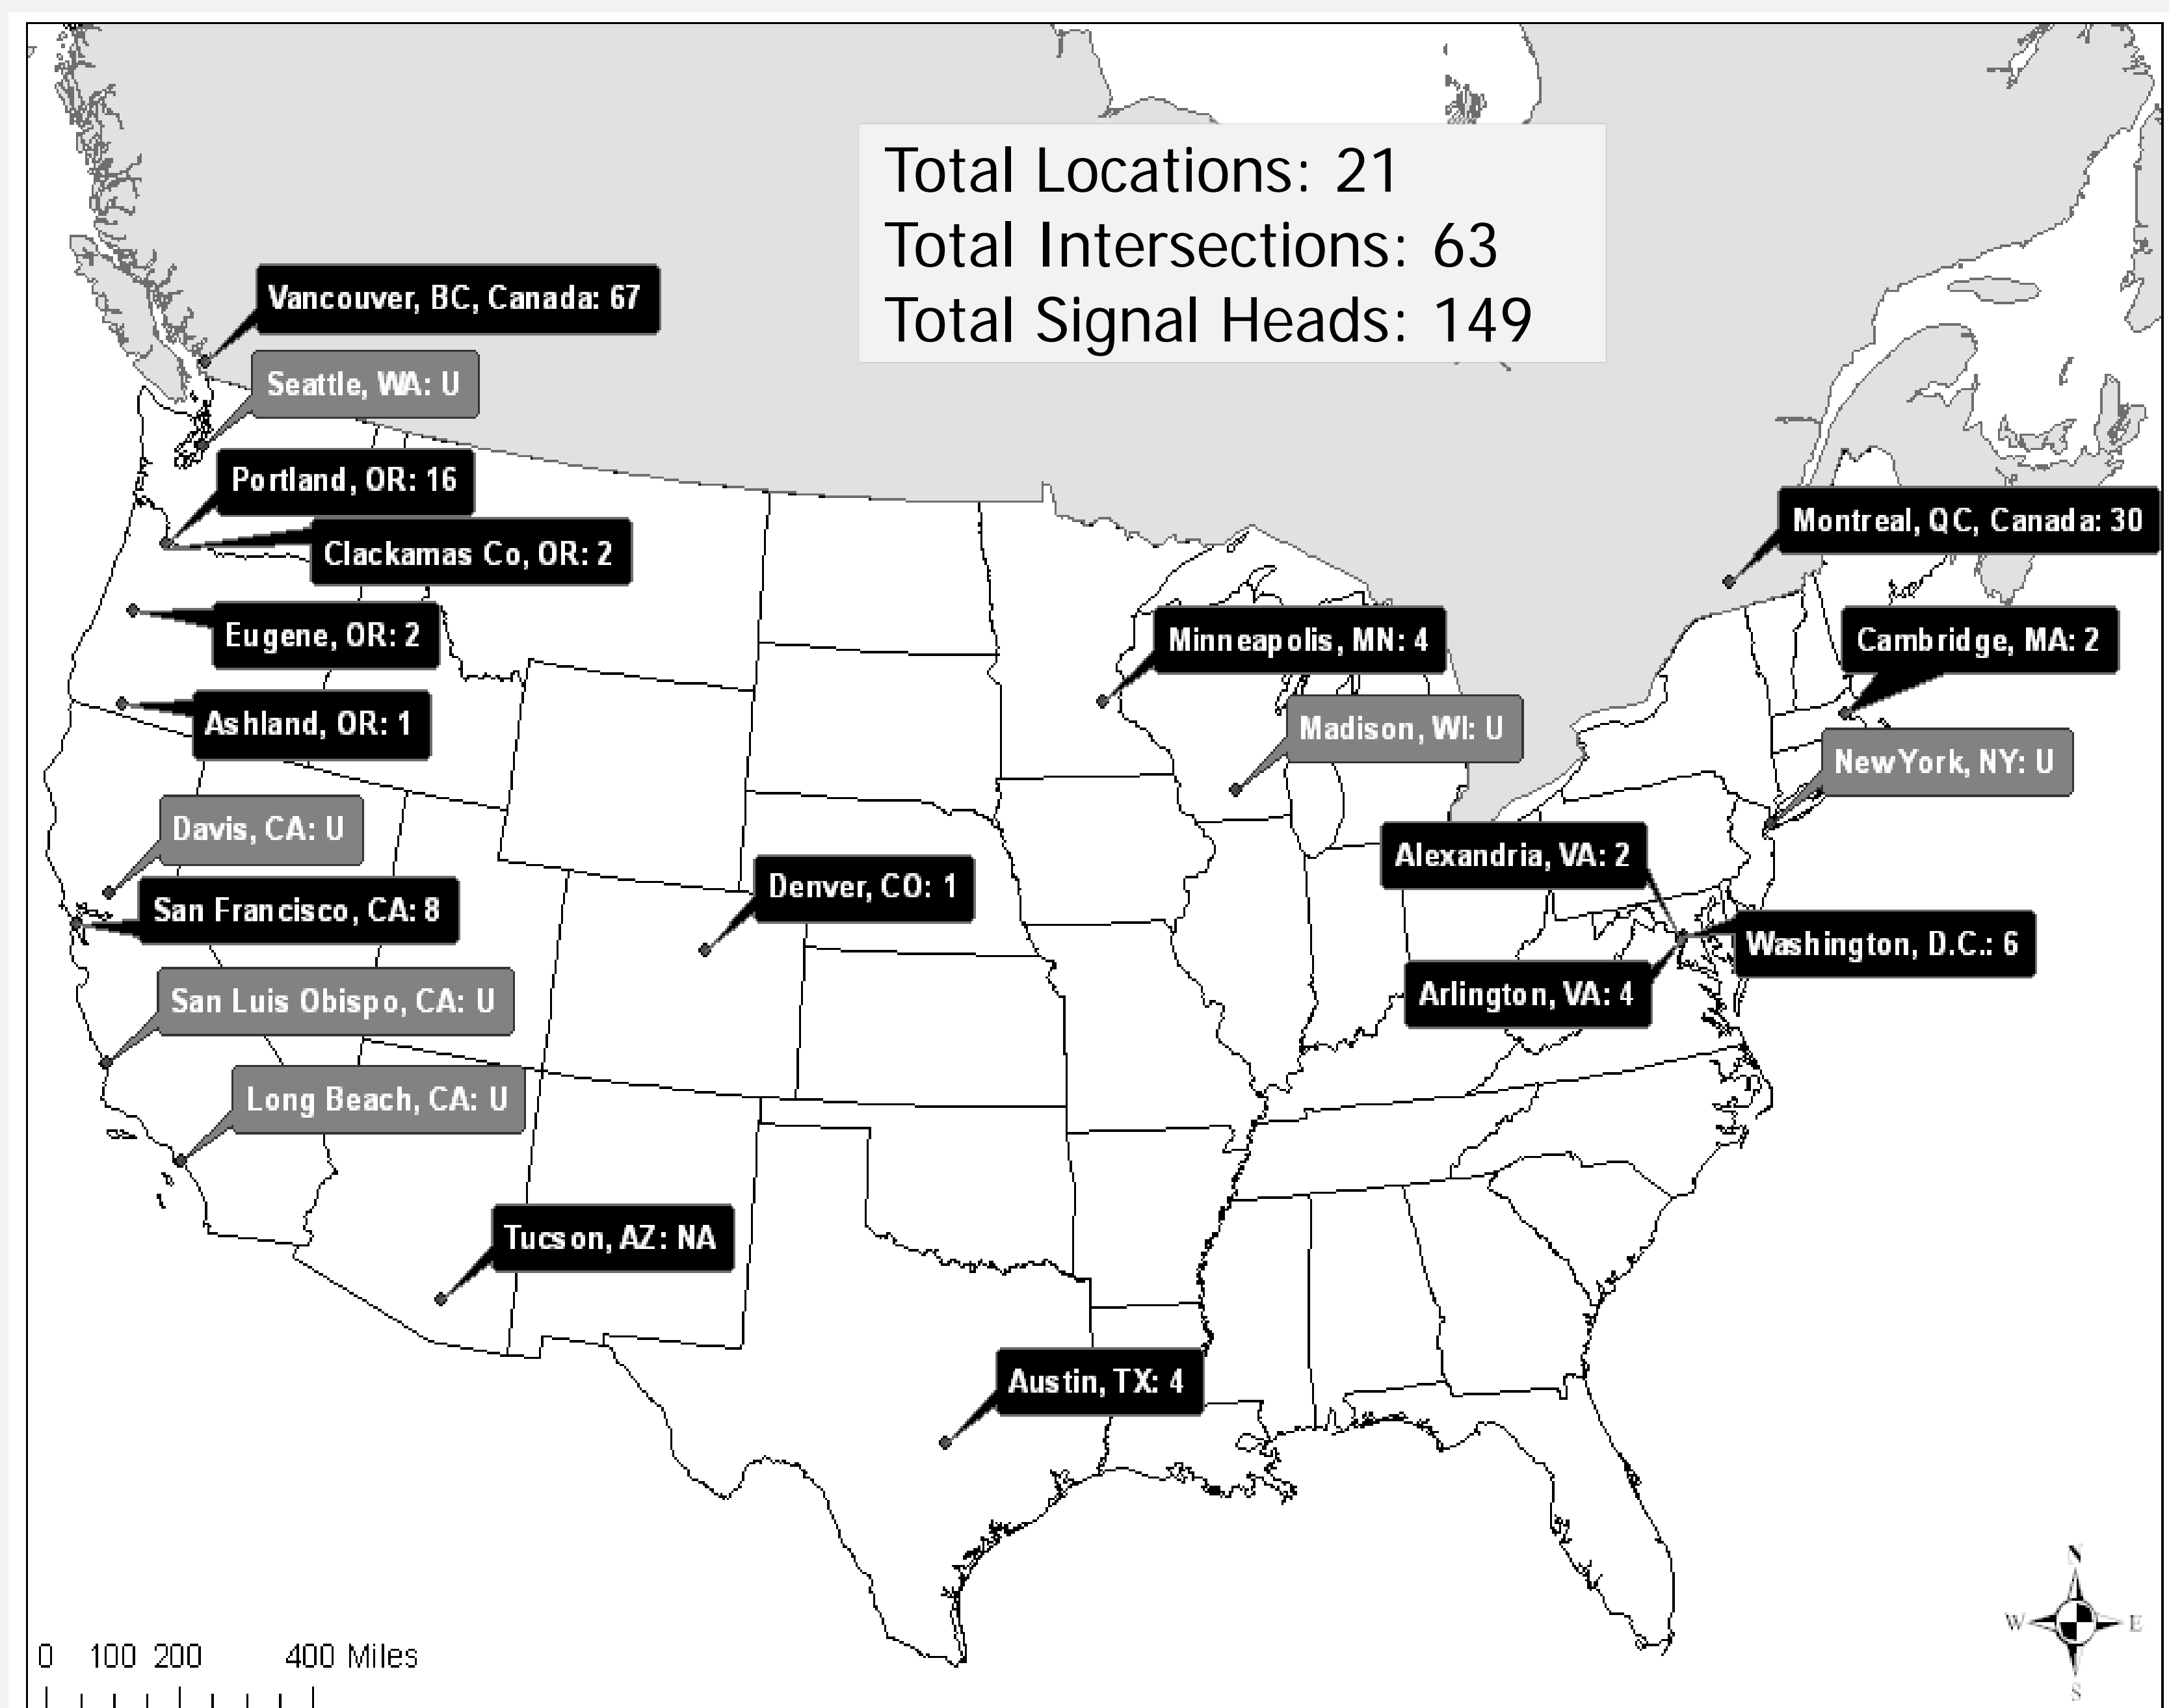 Total Locations: 21
Total Intersections: 63
Total Signal Heads: 149
Vancouver, BC, Canada: 67
Seattle, WA: U
Portland, OR: 16
Clackamas Co, OR: 2
Montreal, QC, Canada: 30
Eugene, OR: 2
Minneapolis, MN: 4
Cambridge, MA: 2
Ashland, OR: 1
Madison, WI: U
New York, NY: U
Davis, CA: U
Alexandria, VA: 2
Denver, CO: 1
San Francisco, CA: 8
Washington, D.C.: 6
Arlington, VA: 4
San Luis Obispo, CA: U
Long Beach, CA: U
Tucson, AZ: NA
Austin, TX: 4
N
W E
S
0 100 200 400 Miles